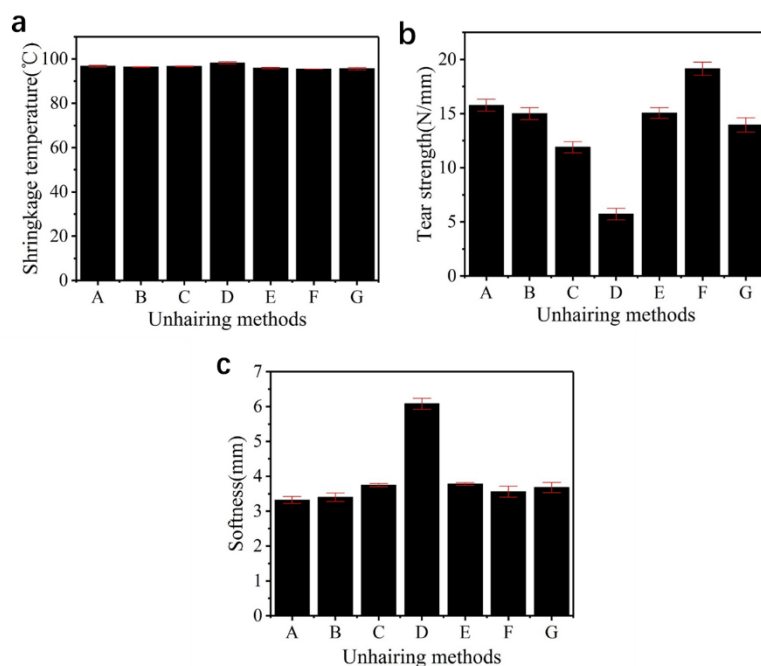 a
Shringkage temperature(℃)
100
80
60
40
20
0
A B C D E F G
Unhairing methods
b
Tear strength(N/mm)
20
15
10
5
0
A B C D E F G
Unhairing methods
c
Softness(mm)
7
6
5
4
3
2
1
0
A B C D E F G
Unhairing methods